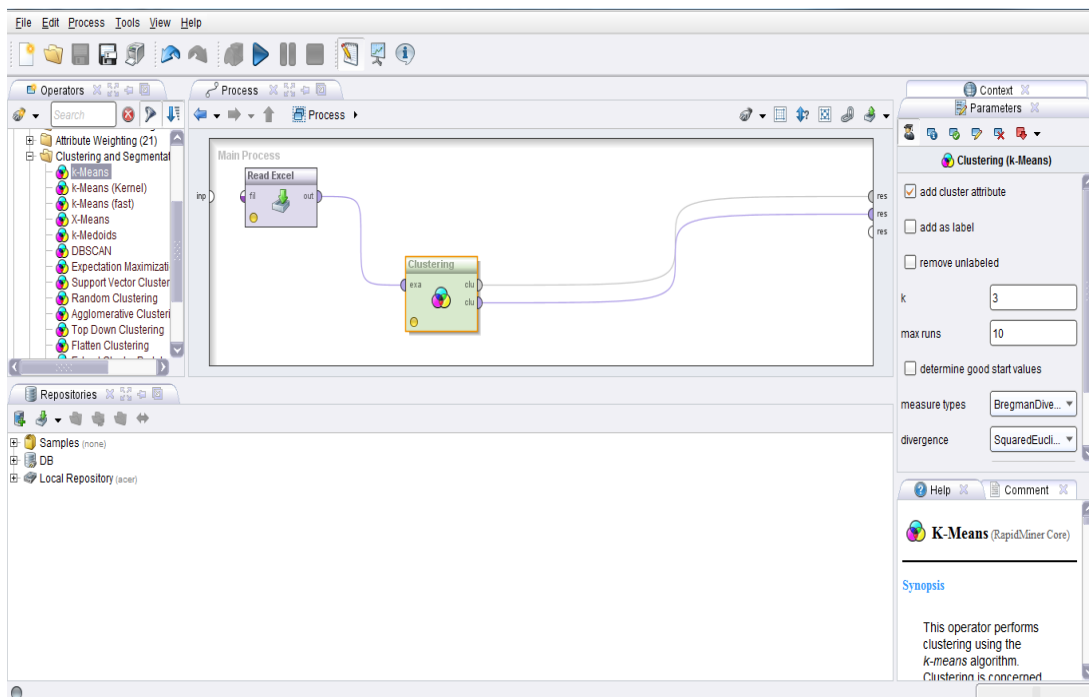 File Edit Process Tools View Help
Operators
Process
Context
Search
Process
Parameters
Attribute Weighting (21)
Clustering and Segmentat
k-Means
k-Means (Kernel)
k-Means (fast)
X-Means
k-Medoids
DBSCAN
Expectation Maximizati
Support Vector Cluster
Random Clustering
Agglomerative Clusteri
Top Down Clustering
Flatten Clustering
Main Process
Read Excel
inp
fil out
Clustering
exa clu
clu
res
res
res
Clustering (k-Means)
add cluster attribute
add as label
remove unlabeled
k 3
max runs 10
determine good start values
measure types BregmanDive...
divergence SquaredEucli...
Repositories
Samples (none)
DB
Local Repository (acer)
Help Comment
K-Means (RapidMiner Core)
Synopsis
This operator performs
clustering using the
k-means algorithm.
Clustering is concerned